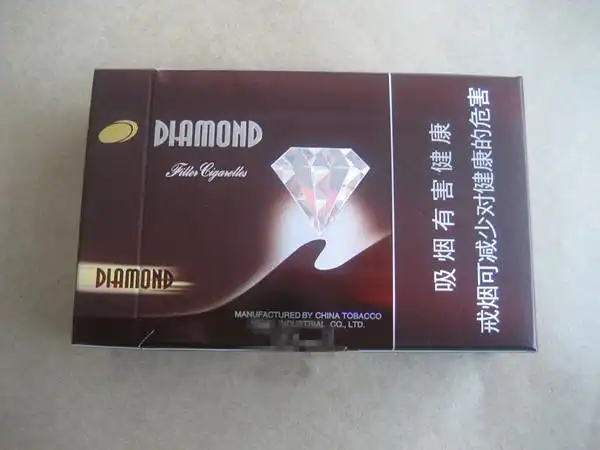 DIAMOND
Filter Cigarettes
DIAMOND
MANUFACTURED BY CHINA TOBACCO
INDUSTRIAL CO., LTD.
吸烟有害健康
戒烟可减少对健康的危害